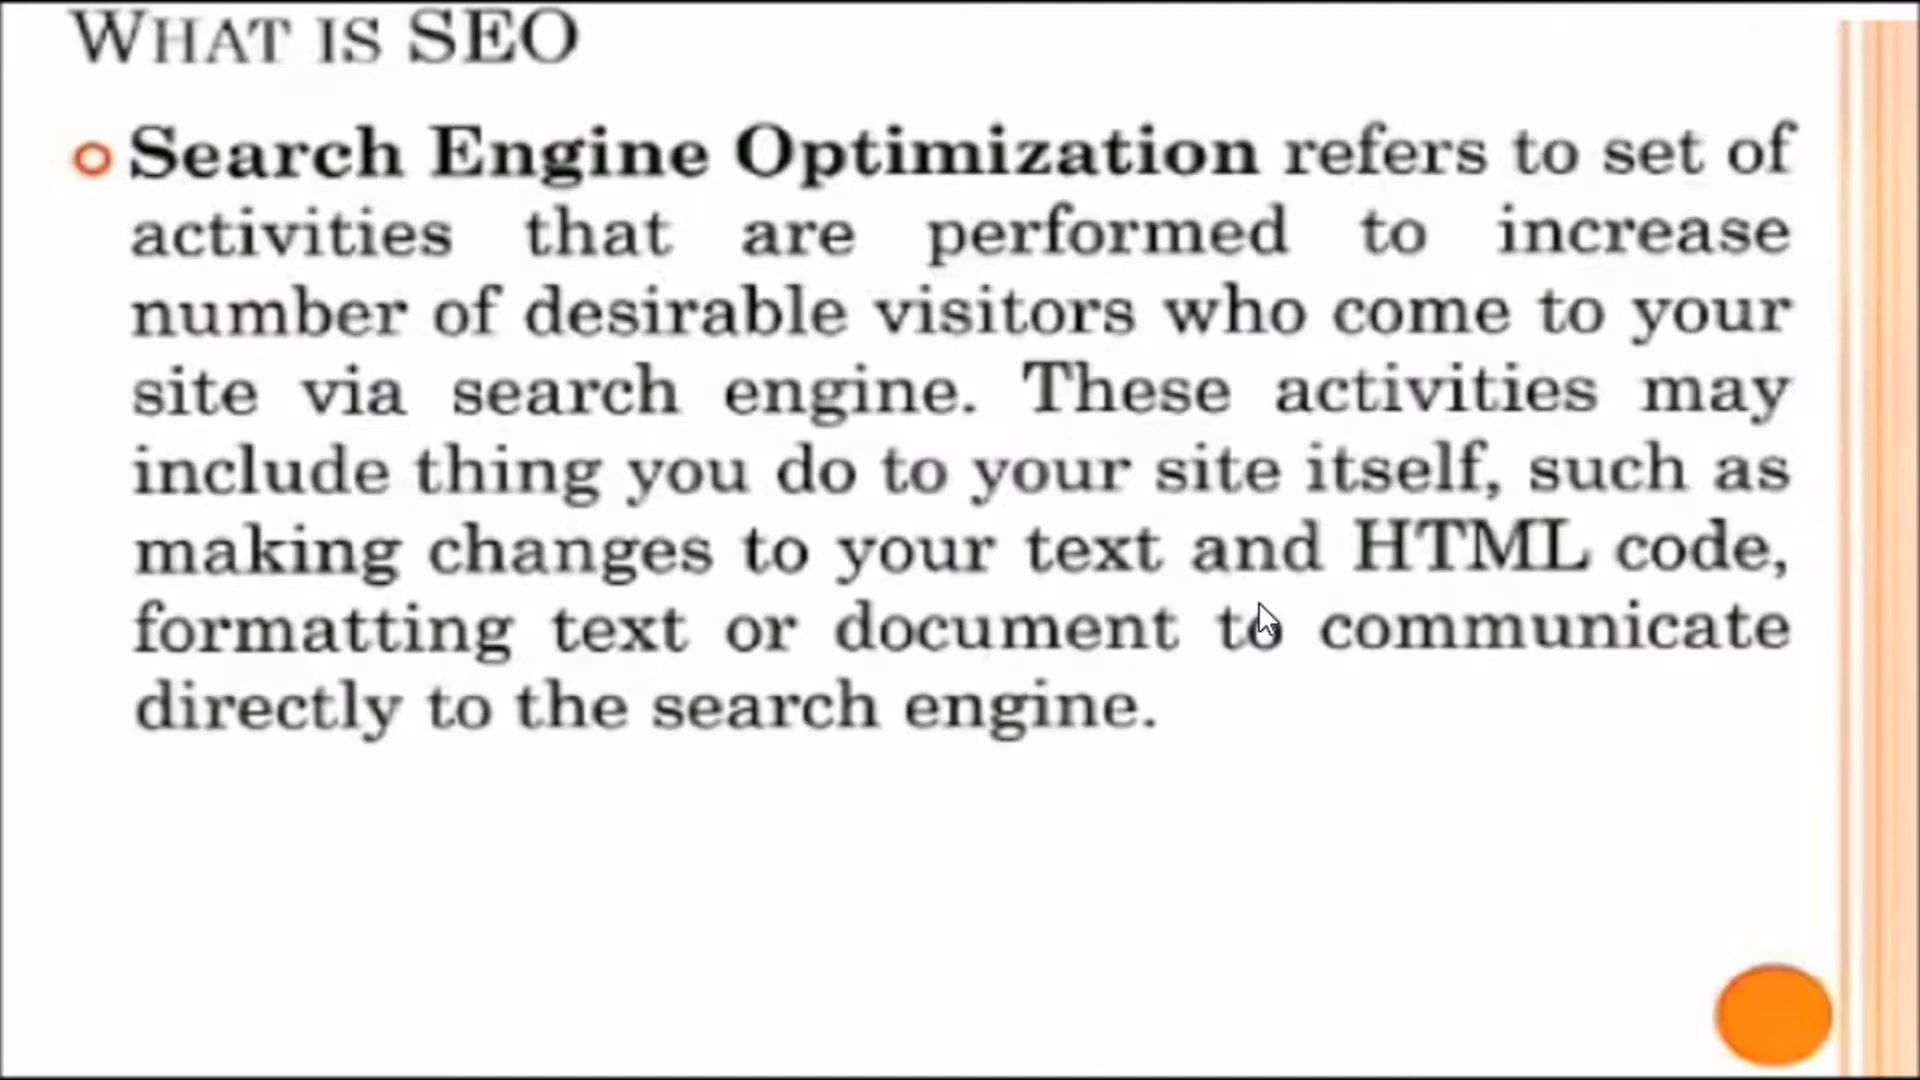 WHAT IS SEO
Search Engine Optimization refers to set of
activities that are performed to increase
number of desirable visitors who come to your
site via search engine. These activities may
include thing you do to your site itself, such as
making changes to your text and HTML code,
formatting text or document to communicate
directly to the search engine.